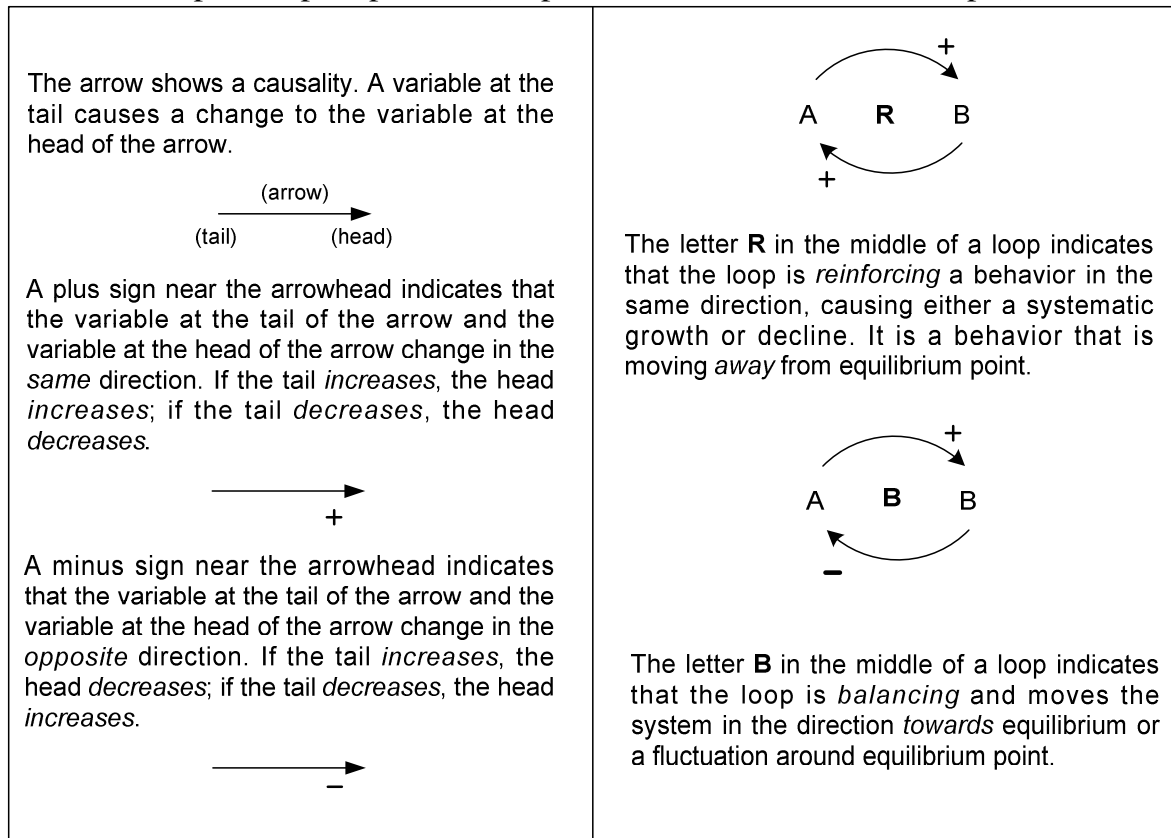 The arrow shows a causality. A variable at the
tail causes a change to the variable at the
head of the arrow.
(arrow)
(tail) (head)
A plus sign near the arrowhead indicates that
the variable at the tail of the arrow and the
variable at the head of the arrow change in the
same direction. If the tail increases, the head
increases; if the tail decreases, the head
decreases.
+
A minus sign near the arrowhead indicates
that the variable at the tail of the arrow and the
variable at the head of the arrow change in the
opposite direction. If the tail increases, the
head decreases; if the tail decreases, the head
increases.
−
+
A R B
+
The letter R in the middle of a loop indicates
that the loop is reinforcing a behavior in the
same direction, causing either a systematic
growth or decline. It is a behavior that is
moving away from equilibrium point.
+
A B B
−
The letter B in the middle of a loop indicates
that the loop is balancing and moves the
system in the direction towards equilibrium or
a fluctuation around equilibrium point.